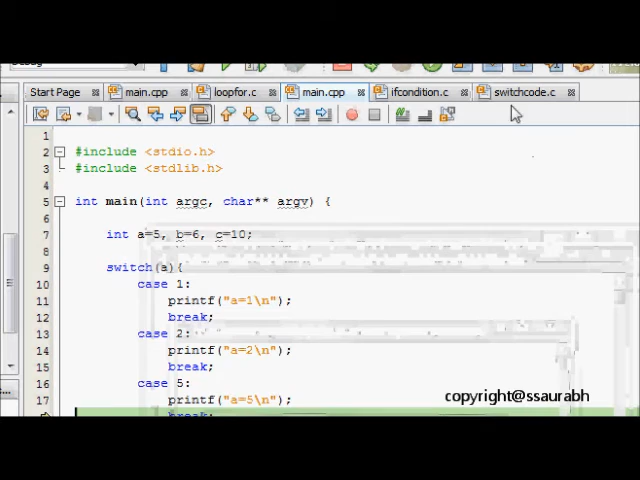 Start Page main.cpp loopfor.c main.cpp ifcondition.c switchcode.c
1
2 #include <stdio.h>
3 #include <stdlib.h>
4
5 int main(int argc, char** argv) {
6
7 int a=5, b=6, c=10;
8
9 switch(a){
10 case 1:
11 printf("a=1\n");
12 break;
13 case 2:
14 printf("a=2\n");
15 break;
16 case 5:
17 printf("a=5\n");
break;
copyright@ssaurabh